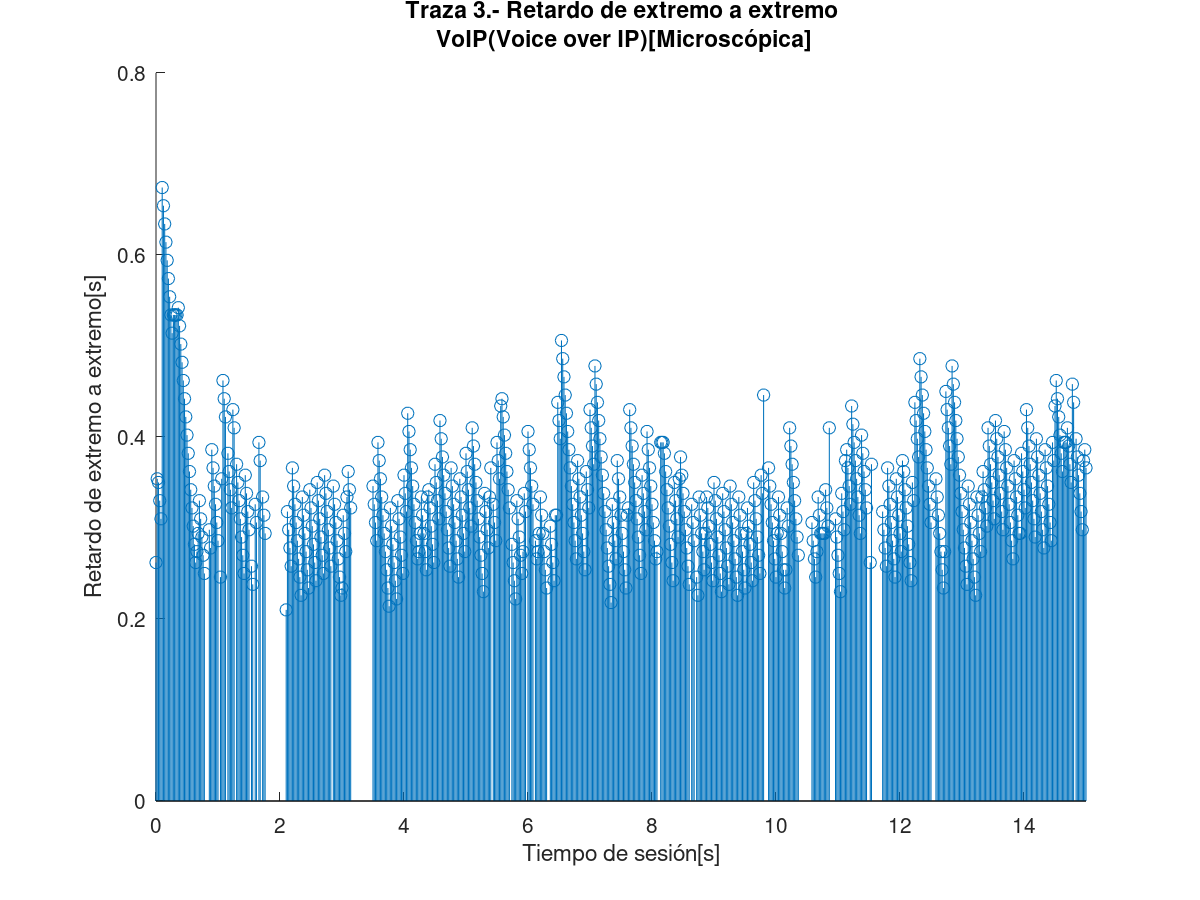 Traza 3.- Retardo de extremo a extremo
VoIP(Voice over IP)[Microscópica]
0.8
0.6
0.4
0.2
0
Retardo de extremo a extremo[s]
0 2 4 6 8 10 12 14
Tiempo de sesión[s]